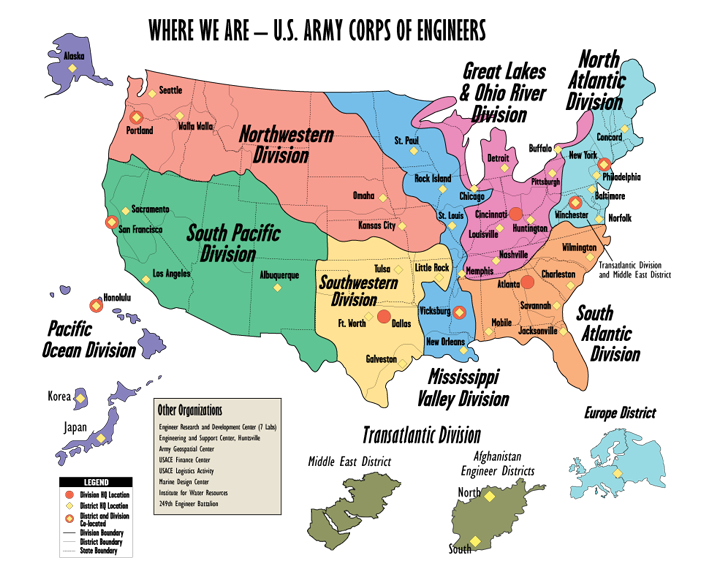 WHERE WE ARE – U.S. ARMY CORPS OF ENGINEERS
Alaska
Seattle
Portland
Walla Walla
Northwestern
Division
Omaha
Kansas City
St. Paul
Rock Island
St. Louis
Great Lakes
& Ohio River
Division
Chicago
Detroit
Buffalo
Pittsburgh
Cincinnati
Louisville
Huntington
Nashville
North
Atlantic
Division
Concord
New York
Philadelphia
Baltimore
Winchester
Norfolk
Transatlantic Division
and Middle East District
Sacramento
San Francisco
Los Angeles
South Pacific
Division
Albuquerque
Tulsa
Little Rock
Southwestern
Division
Ft. Worth
Dallas
Galveston
Memphis
Vicksburg
New Orleans
Mississippi
Valley Division
Wilmington
Atlanta
Charleston
Savannah
Mobile
Jacksonville
South
Atlantic
Division
Honolulu
Pacific
Ocean Division
Korea
Japan
Other Organizations
Engineer Research and Development Center (7 Labs)
Engineering and Support Center, Huntsville
Army Geospatial Center
USACE Finance Center
USACE Logistics Activity
Marine Design Center
Institute for Water Resources
249th Engineer Battalion
LEGEND
Division HQ Location
District HQ Location
District and Division
Co-located
Division Boundary
District Boundary
State Boundary
Transatlantic Division
Middle East District
Afghanistan
Engineer Districts
North
South
Europe District